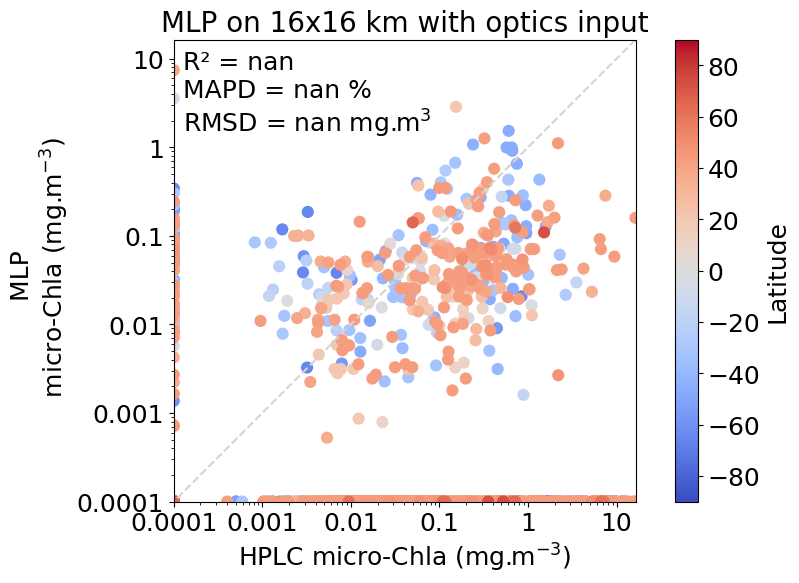 MLP on 16x16 km with optics input
R² = nan
MAPD = nan %
RMSD = nan mg.m³
10
1
0.1
0.01
0.001
0.0001
MLP
micro-Chla (mg.m⁻³)
0.0001 0.001 0.01 0.1 1 10
HPLC micro-Chla (mg.m⁻³)
80
60
40
20
0
−20
−40
−60
−80
Latitude